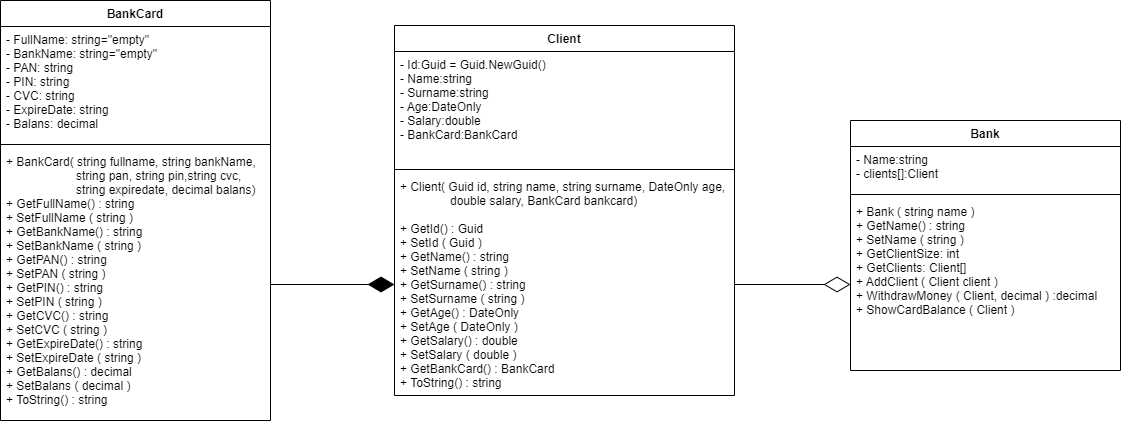 BankCard
- FullName: string="empty"
- BankName: string="empty"
- PAN: string
- PIN: string
- CVC: string
- ExpireDate: string
- Balans: decimal
+ BankCard( string fullname, string bankName,
string pan, string pin,string cvc,
string expiredate, decimal balans)
+ GetFullName() : string
+ SetFullName ( string )
+ GetBankName() : string
+ SetBankName ( string )
+ GetPAN() : string
+ SetPAN ( string )
+ GetPIN() : string
+ SetPIN ( string )
+ GetCVC() : string
+ SetCVC ( string )
+ GetExpireDate() : string
+ SetExpireDate ( string )
+ GetBalans() : decimal
+ SetBalans ( decimal )
+ ToString() : string
Client
- Id:Guid = Guid.NewGuid()
- Name:string
- Surname:string
- Age:DateOnly
- Salary:double
- BankCard:BankCard
+ Client( Guid id, string name, string surname, DateOnly age,
double salary, BankCard bankcard)
+ GetId() : Guid
+ SetId ( Guid )
+ GetName() : string
+ SetName ( string )
+ GetSurname() : string
+ SetSurname ( string )
+ GetAge() : DateOnly
+ SetAge ( DateOnly )
+ GetSalary() : double
+ SetSalary ( double )
+ GetBankCard() : BankCard
+ ToString() : string
Bank
- Name:string
- clients[]:Client
+ Bank ( string name )
+ GetName() : string
+ SetName ( string )
+ GetClientSize: int
+ GetClients: Client[]
+ AddClient ( Client client )
+ WithdrawMoney ( Client, decimal ) :decimal
+ ShowCardBalance ( Client )